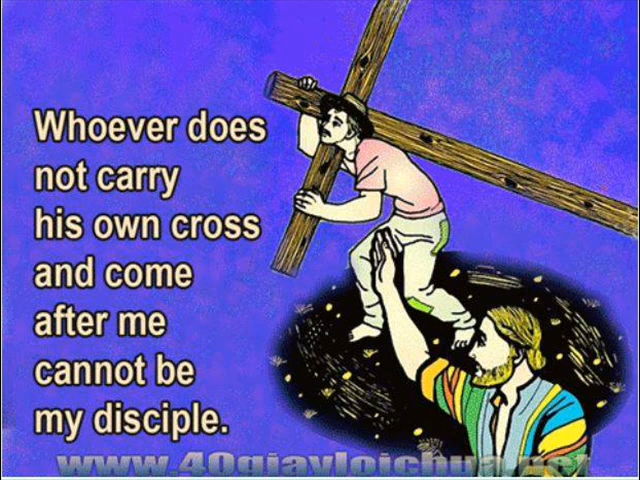 Whoever does
not carry
his own cross
and come
after me
cannot be
my disciple.
www.40giayloichua.net